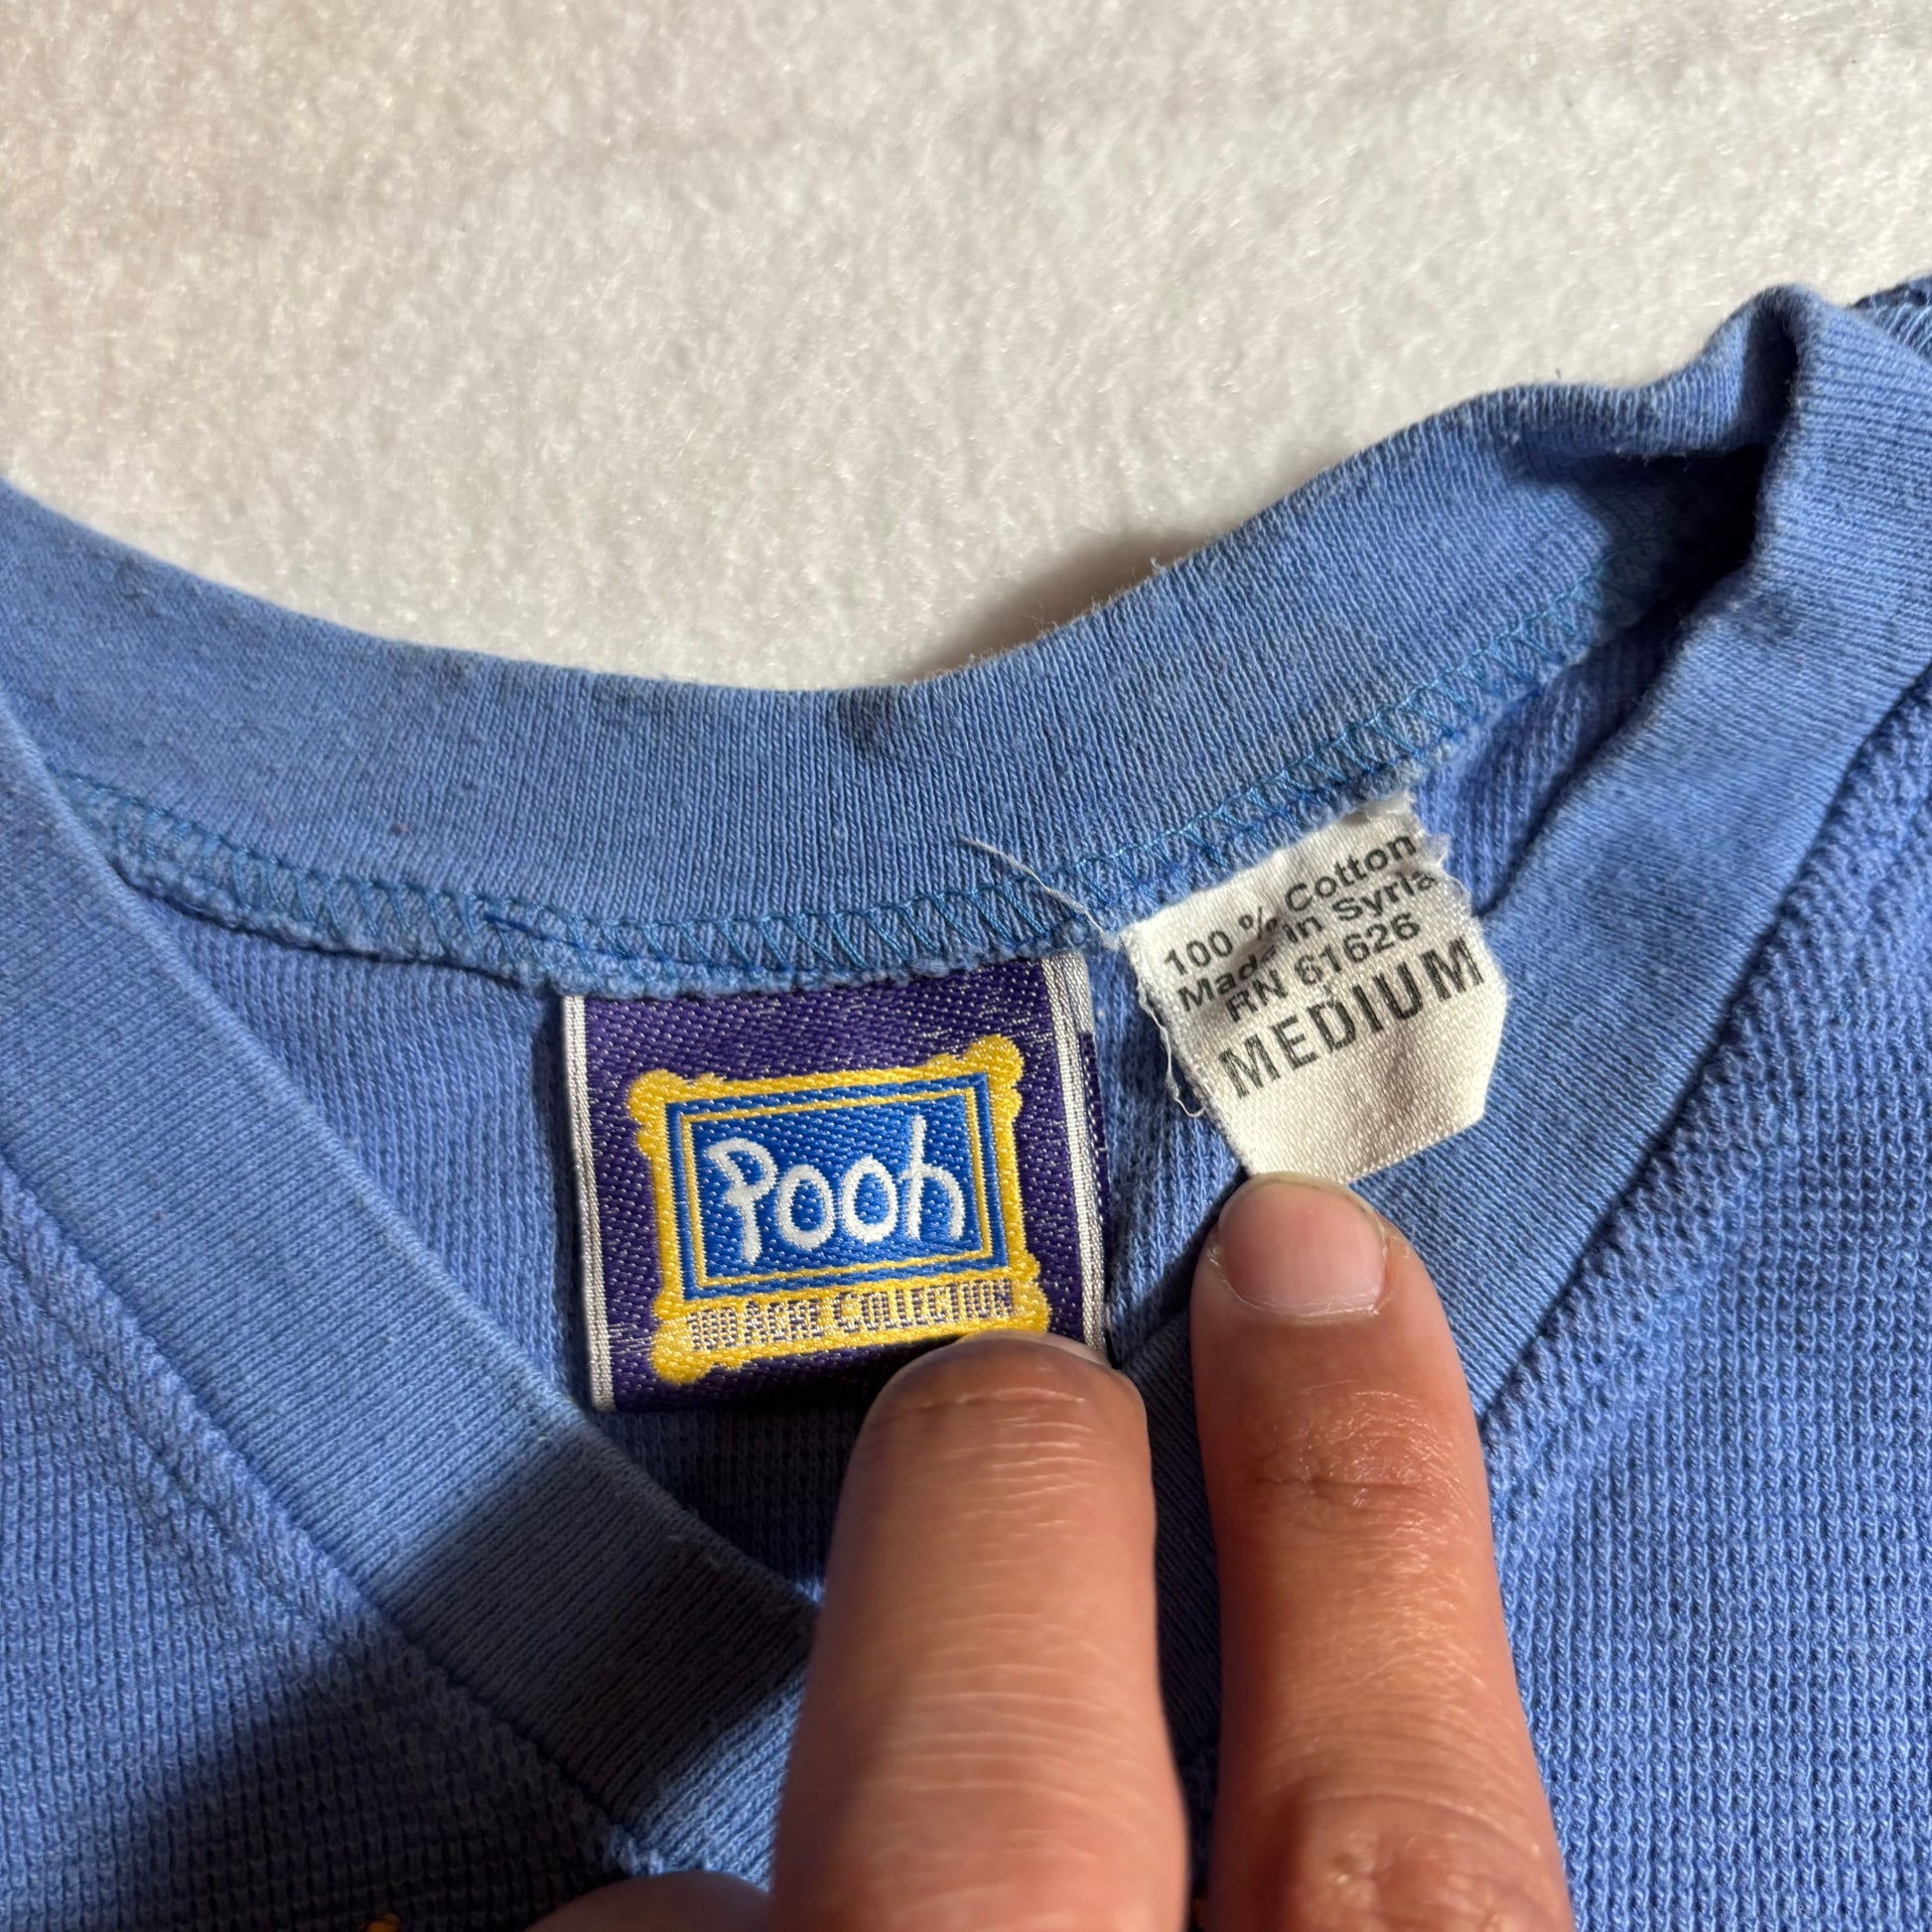 Pooh
100 ACRE COLLECTION
100 % Cotton
Made in Syria
RN 61626
MEDIUM